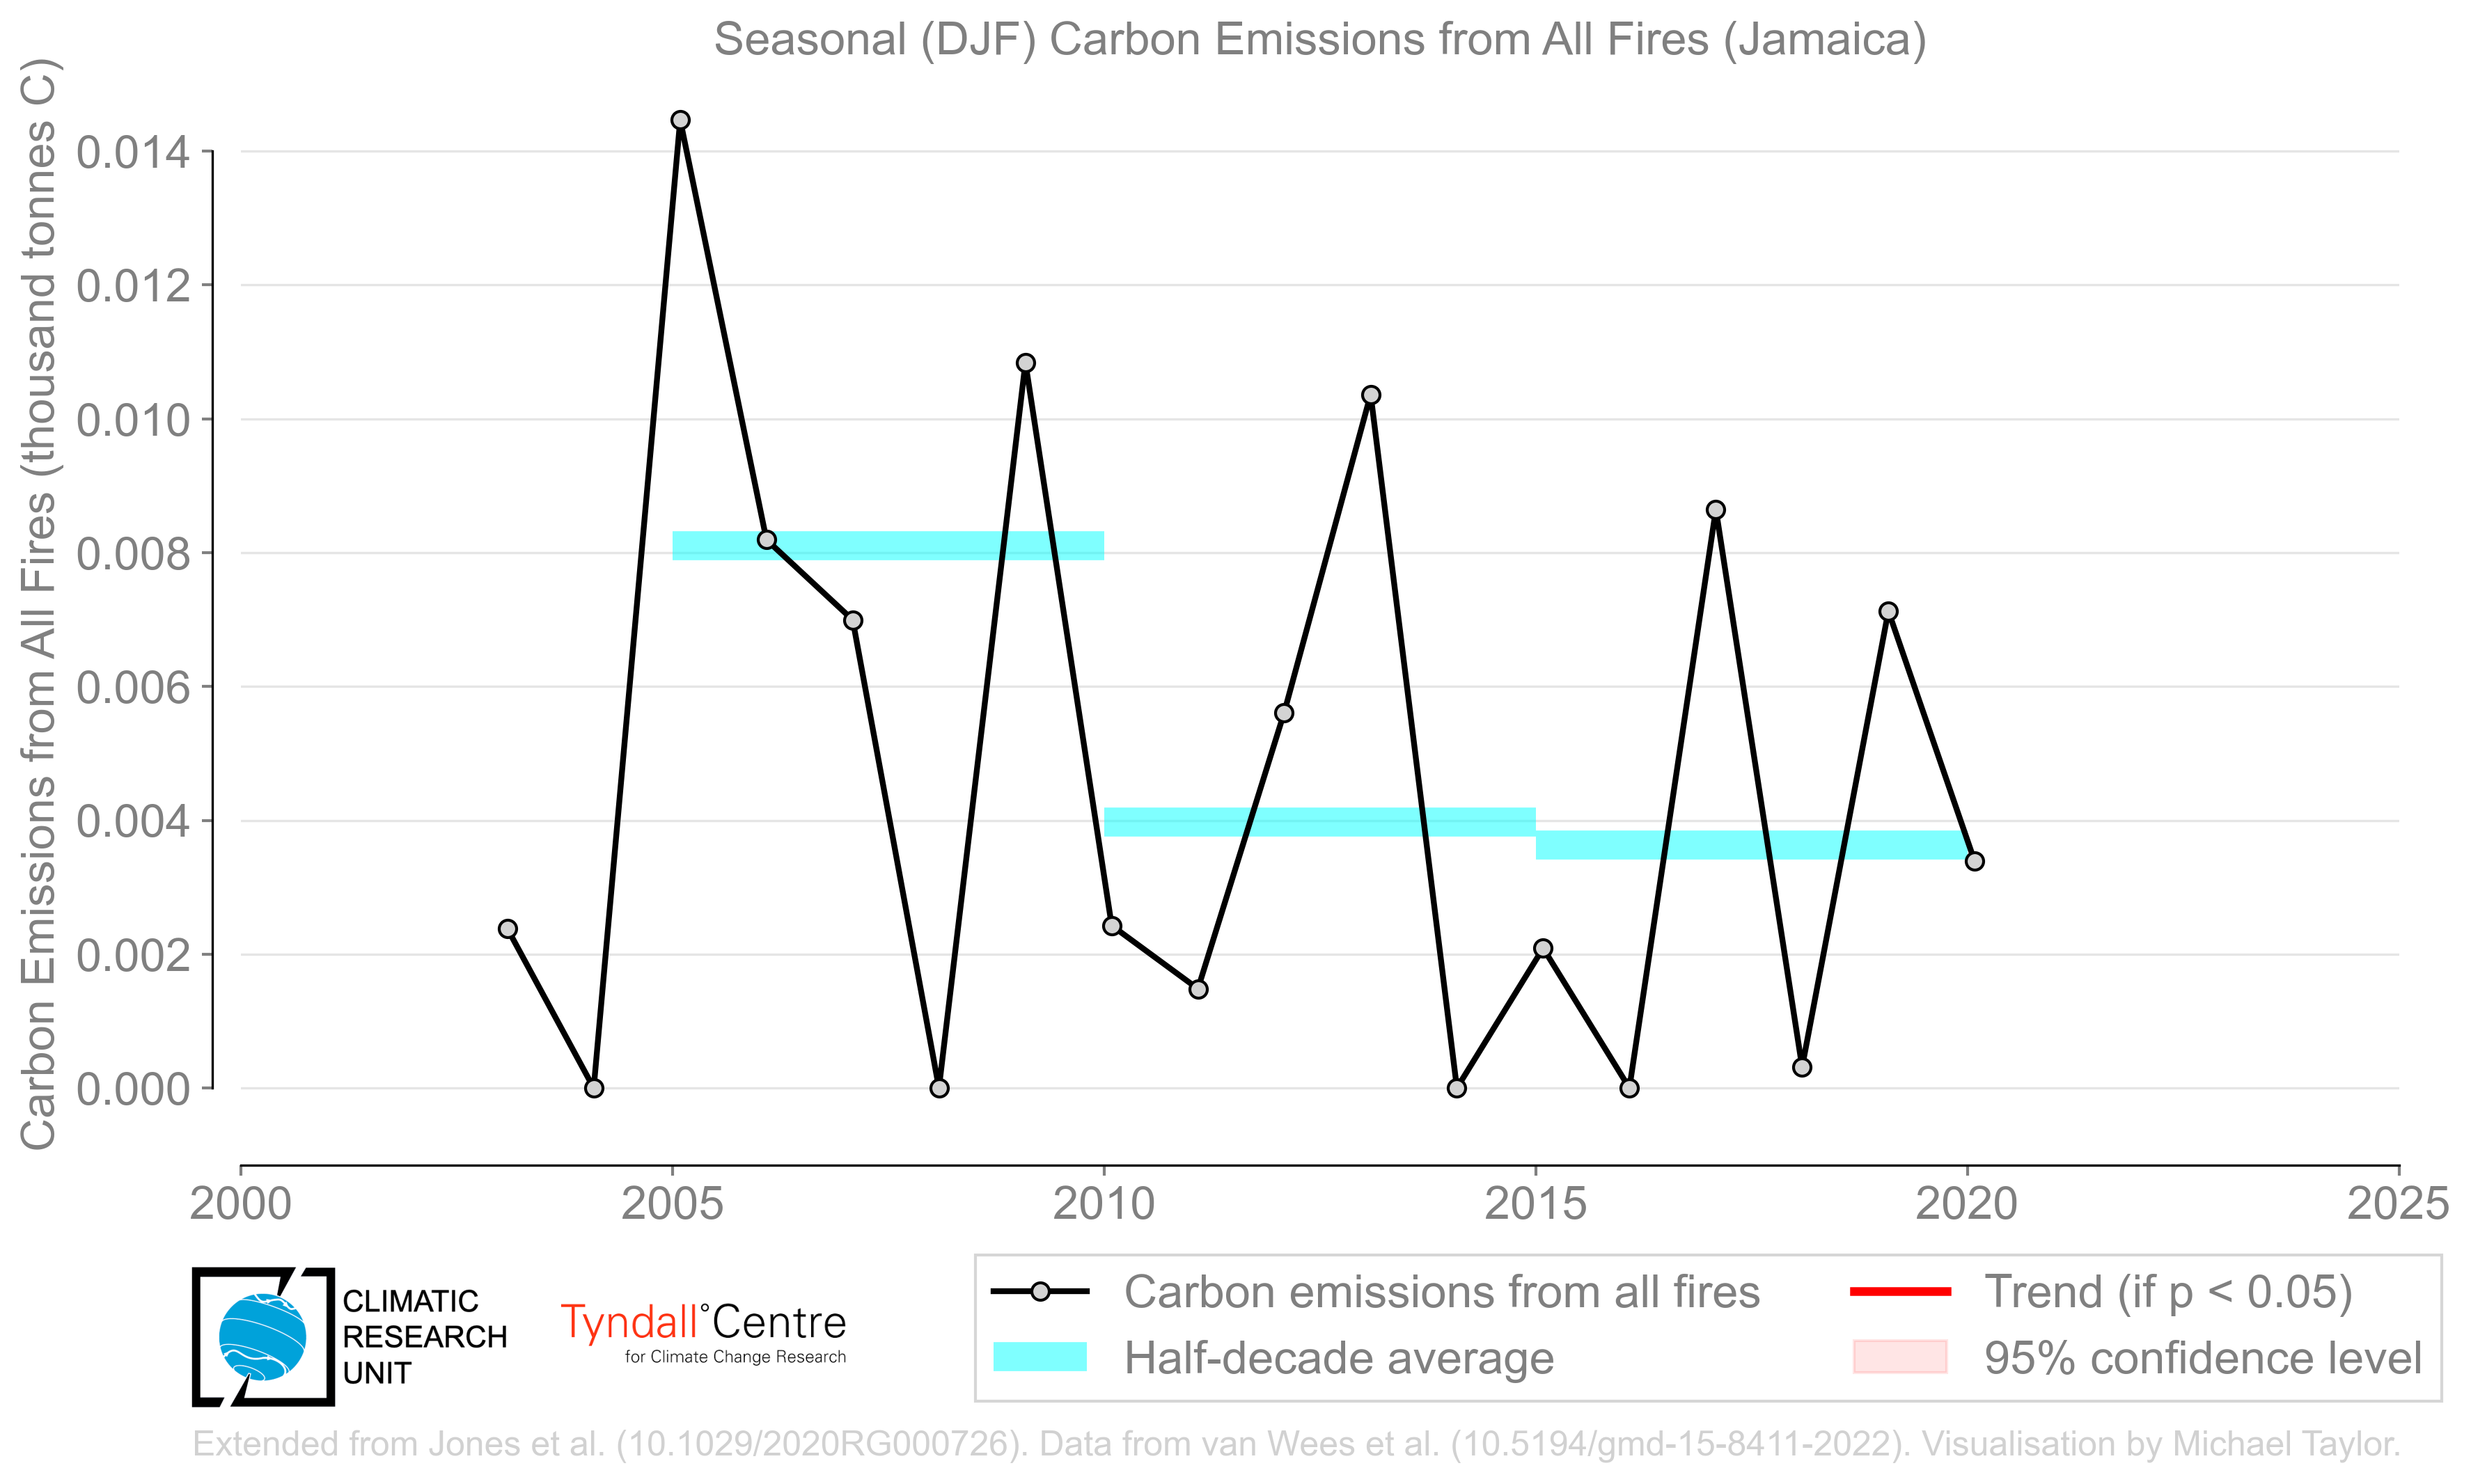 Seasonal (DJF) Carbon Emissions from All Fires (Jamaica)
Carbon Emissions from All Fires (thousand tonnes C)
0.014
0.012
0.010
0.008
0.006
0.004
0.002
0.000
2000 2005 2010 2015 2020 2025
CLIMATIC
RESEARCH
UNIT
Tyndall°Centre
for Climate Change Research
Carbon emissions from all fires
Half-decade average
Trend (if p < 0.05)
95% confidence level
Extended from Jones et al. (10.1029/2020RG000726). Data from van Wees et al. (10.5194/gmd-15-8411-2022). Visualisation by Michael Taylor.